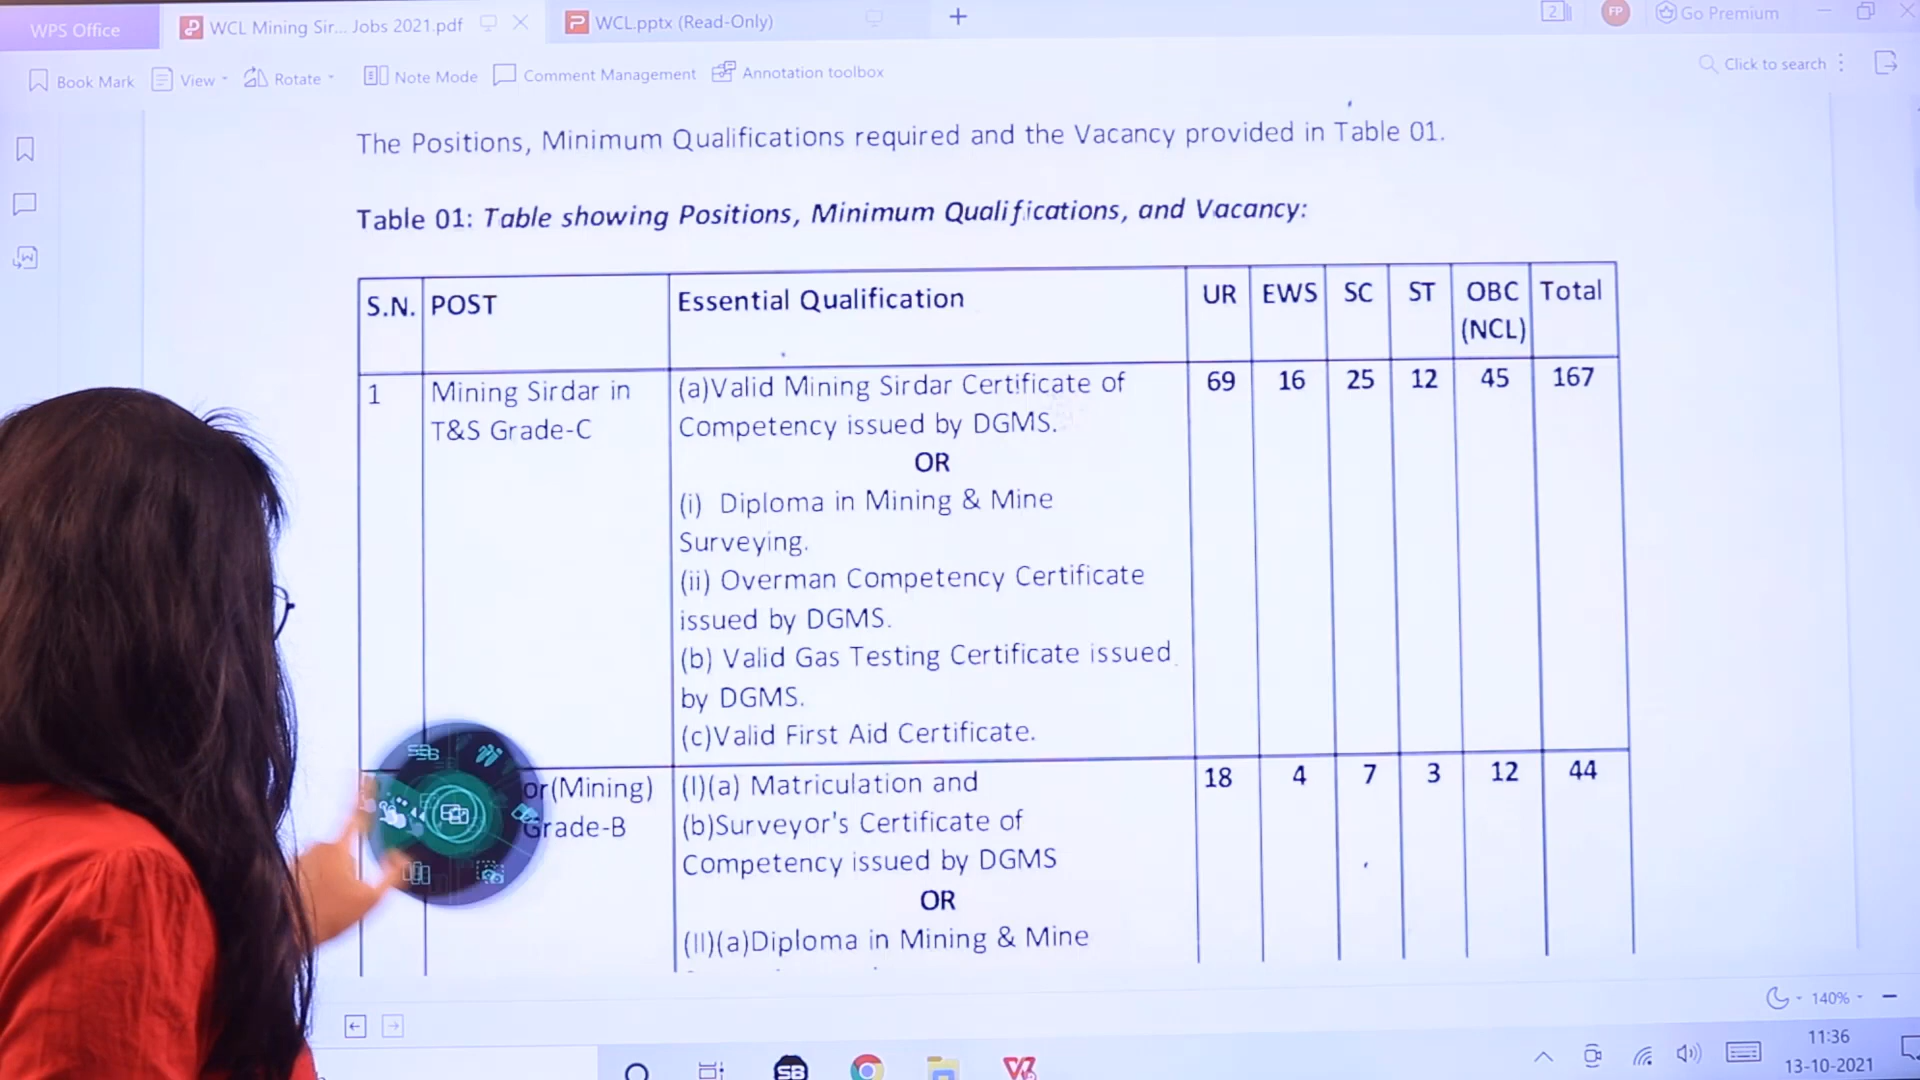 WPS Office
WCL Mining Sir... Jobs 2021.pdf
WCL.pptx (Read-Only)
2
FP
Go Premium
Book Mark
View
Rotate
Note Mode
Comment Management
Annotation toolbox
Click to search
The Positions, Minimum Qualifications required and the Vacancy provided in Table 01.
Table 01: Table showing Positions, Minimum Qualifications, and Vacancy:
S.N. POST Essential Qualification UR EWS SC ST OBC Total
(NCL)
1 Mining Sirdar in (a)Valid Mining Sirdar Certificate of 69 16 25 12 45 167
T&S Grade-C Competency issued by DGMS.
OR
(i) Diploma in Mining & Mine
Surveying.
(ii) Overman Competency Certificate
issued by DGMS.
(b) Valid Gas Testing Certificate issued
by DGMS.
(c)Valid First Aid Certificate.
or(Mining) (I)(a) Matriculation and 18 4 7 3 12 44
Grade-B (b)Surveyor's Certificate of
Competency issued by DGMS
OR
(II)(a)Diploma in Mining & Mine
140%
11:36
13-10-2021
SB